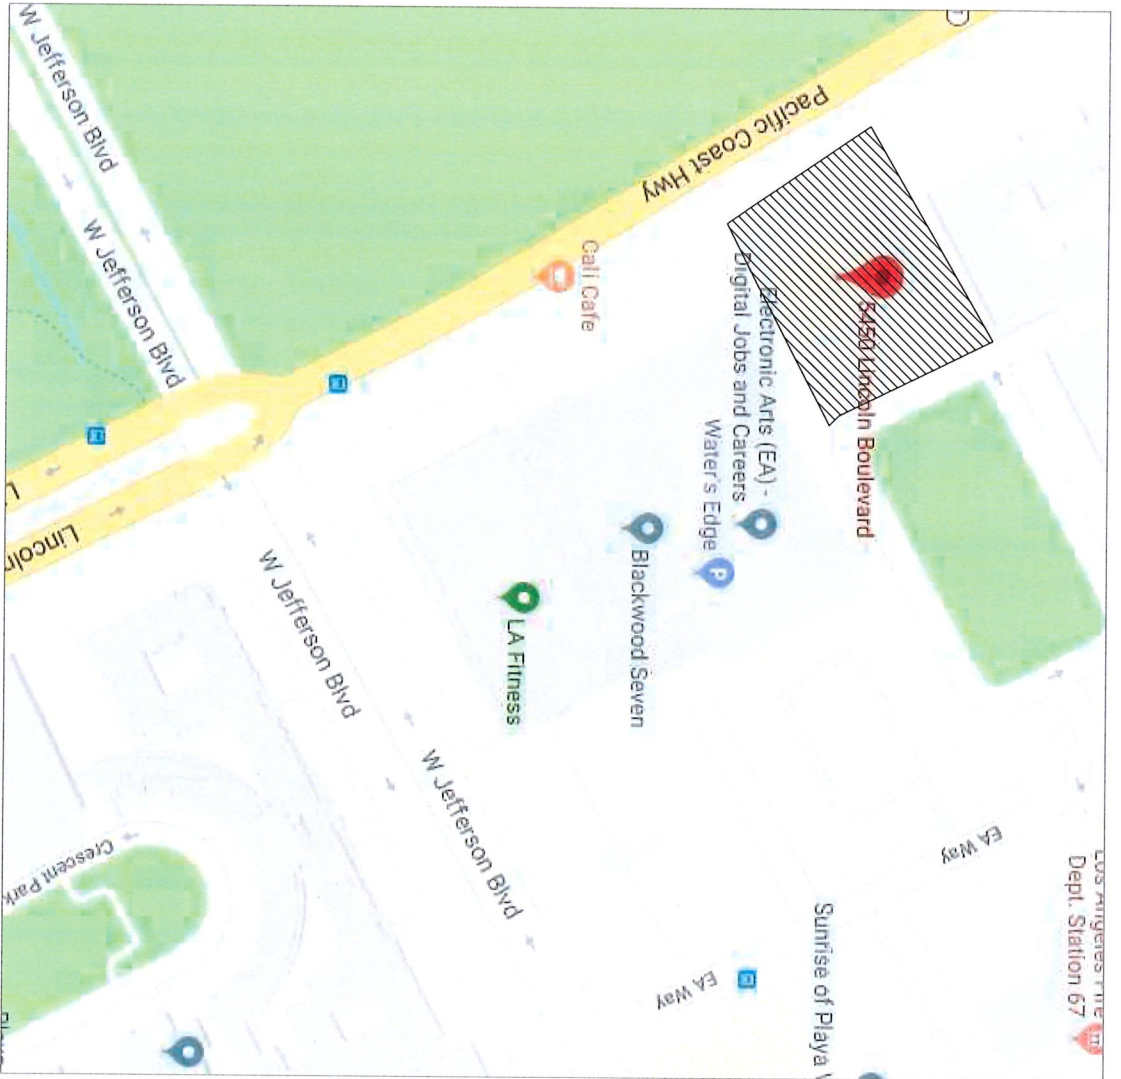 1
Dept. Station 67
EA Way
5450 Lincoln Boulevard
Sunrise of Playa
Pacific Coast Hwy
Electronic Arts (EA) -
Digital Jobs and Careers
Water's Edge
P
EA Way
Blackwood Seven
Cali Cafe
LA Fitness
W Jefferson Blvd
W Jefferson Blvd
W Jefferson Blvd
W Jefferson Blvd
Lincoln
Crescent Park